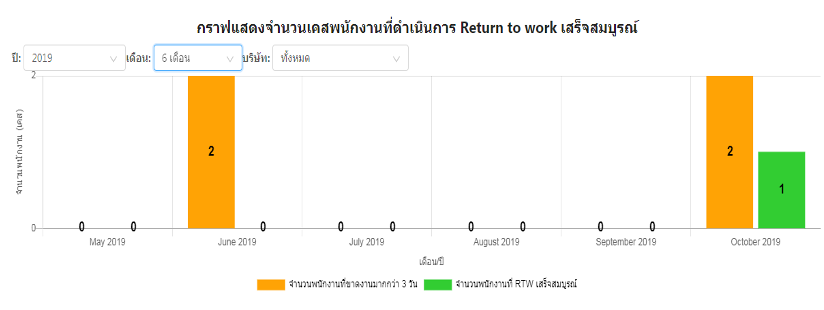 กราฟแสดงจำนวนเคสพนักงานที่ดำเนินการ Return to work เสร็จสมบูรณ์
ปี: 2019 เดือน: 6 เดือน บริษัท: ทั้งหมด
2
จำนวนพนักงาน (เคส)
2 2
1
0 0 0 0 0 0 0 0 0 0
May 2019 June 2019 July 2019 August 2019 September 2019 October 2019
เดือน/ปี
จำนวนพนักงานที่ขาดงานมากกว่า 3 วัน จำนวนพนักงานที่ RTW เสร็จสมบูรณ์